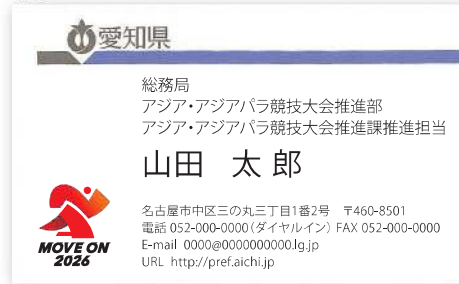 愛知県
総務局
アジア・アジアパラ競技大会推進部
アジア・アジアパラ競技大会推進課推進担当
山田　太郎
名古屋市中区三の丸三丁目1番2号　〒460-8501
電話 052-000-0000(ダイヤルイン) FAX 052-000-0000
E-mail 0000@0000000000.lg.jp
URL http://pref.aichi.jp
MOVE ON
2026